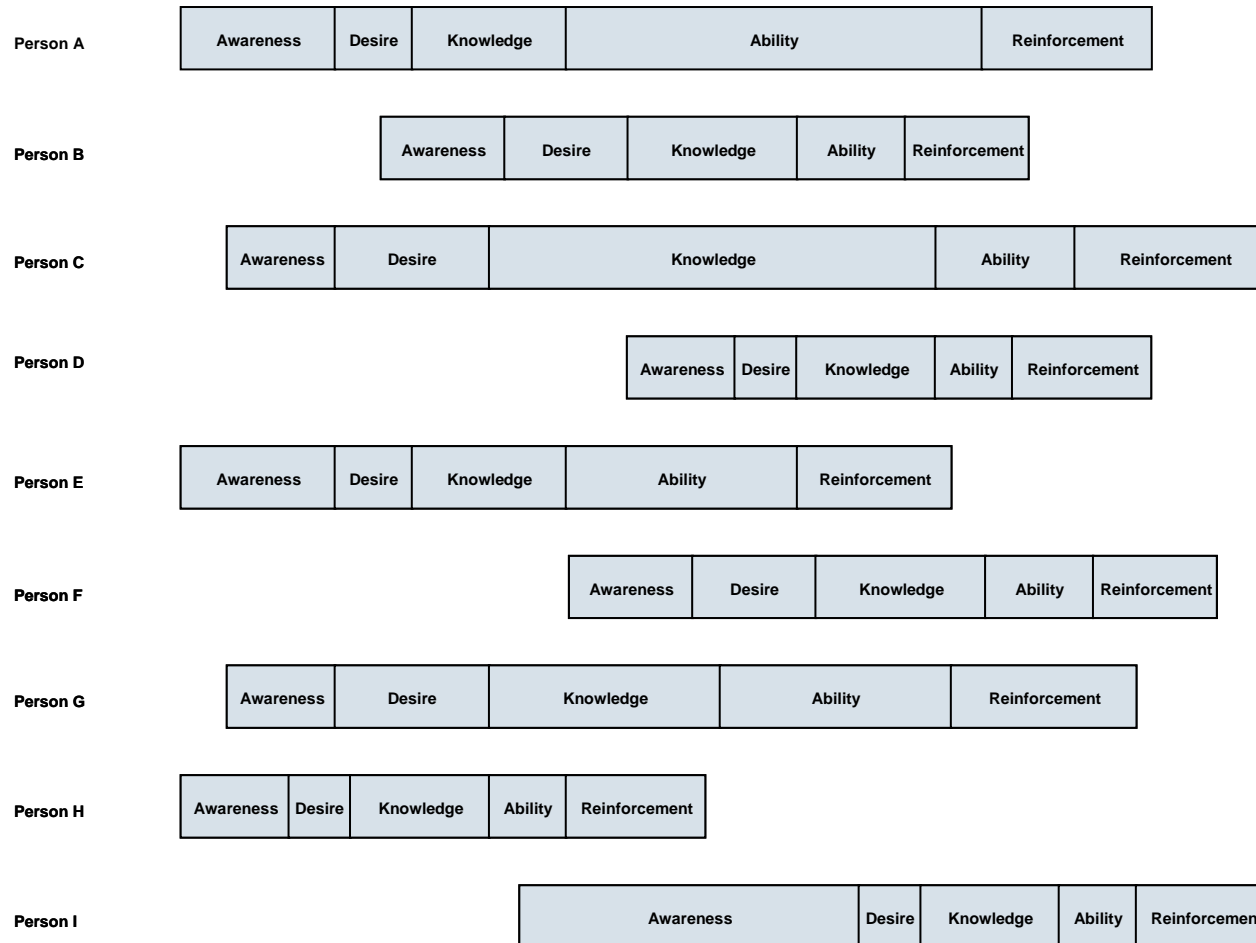 Person A Awareness Desire Knowledge Ability Reinforcement
Person B Awareness Desire Knowledge Ability Reinforcement
Person C Awareness Desire Knowledge Ability Reinforcement
Person D Awareness Desire Knowledge Ability Reinforcement
Person E Awareness Desire Knowledge Ability Reinforcement
Person F Awareness Desire Knowledge Ability Reinforcement
Person G Awareness Desire Knowledge Ability Reinforcement
Person H Awareness Desire Knowledge Ability Reinforcement
Person I Awareness Desire Knowledge Ability Reinforcement